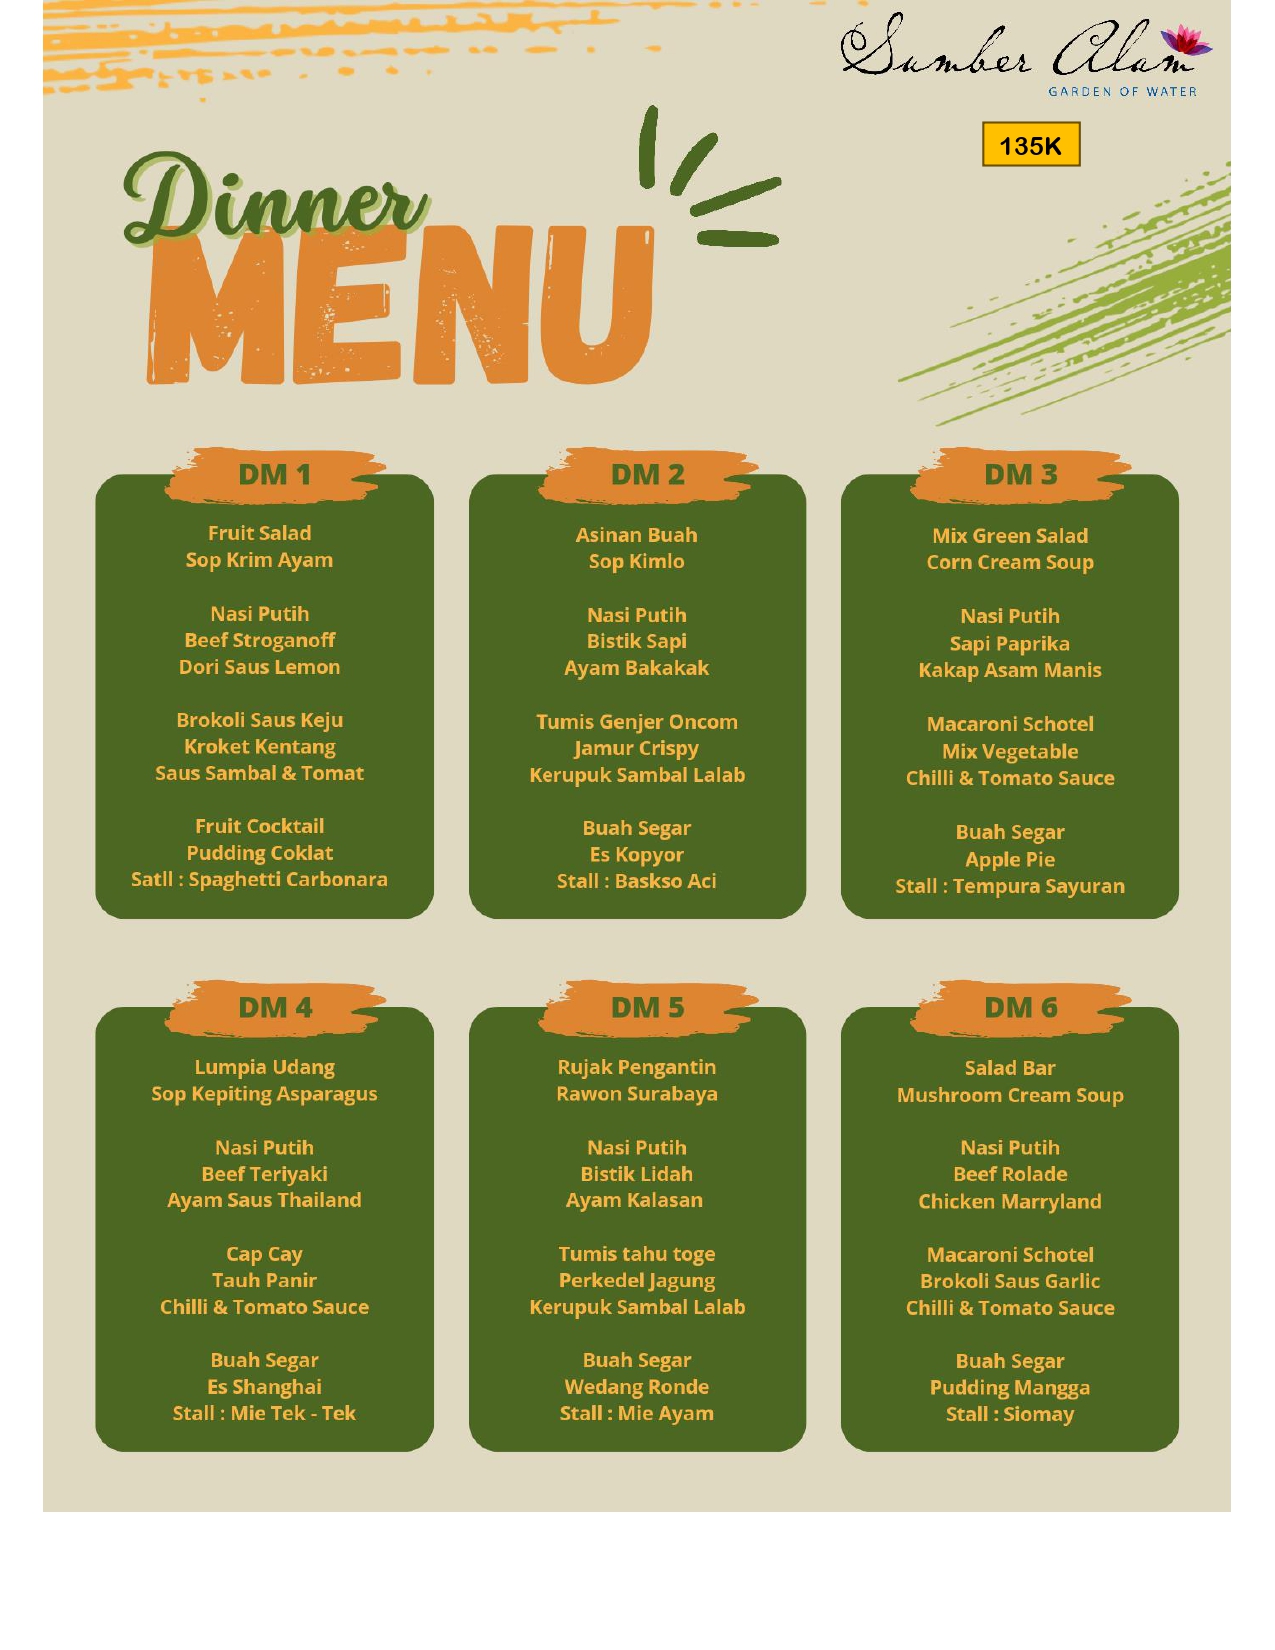 Sumber Alam
GARDEN OF WATER
135K
Dinner
MENU
DM 1
Fruit Salad
Sop Krim Ayam
Nasi Putih
Beef Stroganoff
Dori Saus Lemon
Brokoli Saus Keju
Kroket Kentang
Saus Sambal & Tomat
Fruit Cocktail
Pudding Coklat
Satll : Spaghetti Carbonara
DM 2
Asinan Buah
Sop Kimlo
Nasi Putih
Bistik Sapi
Ayam Bakakak
Tumis Genjer Oncom
Jamur Crispy
Kerupuk Sambal Lalab
Buah Segar
Es Kopyor
Stall : Baskso Aci
DM 3
Mix Green Salad
Corn Cream Soup
Nasi Putih
Sapi Paprika
Kakap Asam Manis
Macaroni Schotel
Mix Vegetable
Chilli & Tomato Sauce
Buah Segar
Apple Pie
Stall : Tempura Sayuran
DM 4
Lumpia Udang
Sop Kepiting Asparagus
Nasi Putih
Beef Teriyaki
Ayam Saus Thailand
Cap Cay
Tauh Panir
Chilli & Tomato Sauce
Buah Segar
Es Shanghai
Stall : Mie Tek - Tek
DM 5
Rujak Pengantin
Rawon Surabaya
Nasi Putih
Bistik Lidah
Ayam Kalasan
Tumis tahu toge
Perkedel Jagung
Kerupuk Sambal Lalab
Buah Segar
Wedang Ronde
Stall : Mie Ayam
DM 6
Salad Bar
Mushroom Cream Soup
Nasi Putih
Beef Rolade
Chicken Marryland
Macaroni Schotel
Brokoli Saus Garlic
Chilli & Tomato Sauce
Buah Segar
Pudding Mangga
Stall : Siomay